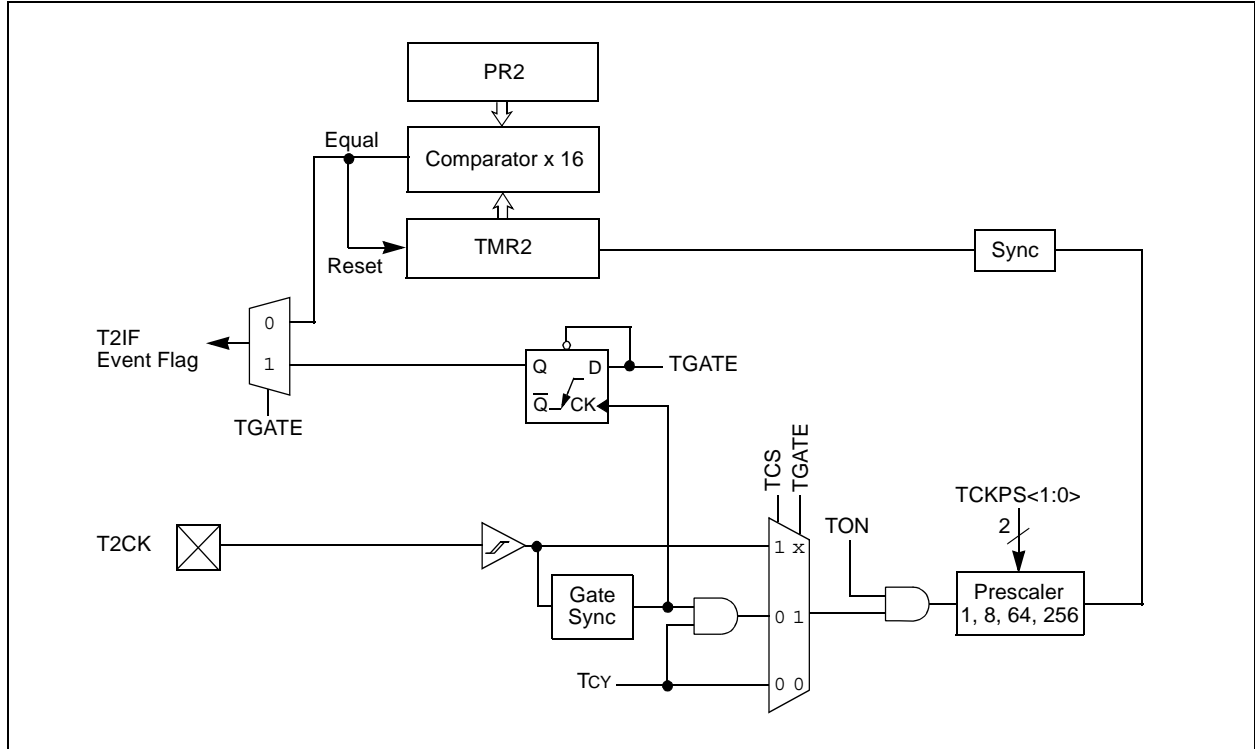 PR2
Equal
Comparator x 16
TMR2
Reset
Sync
T2IF
Event Flag
0
1
TGATE
Q
D
Q̅
CK
TGATE
TCS
TGATE
TCKPS<1:0>
2
TON
T2CK
1 x
Gate
Sync
0 1
Prescaler
1, 8, 64, 256
TCY
0 0